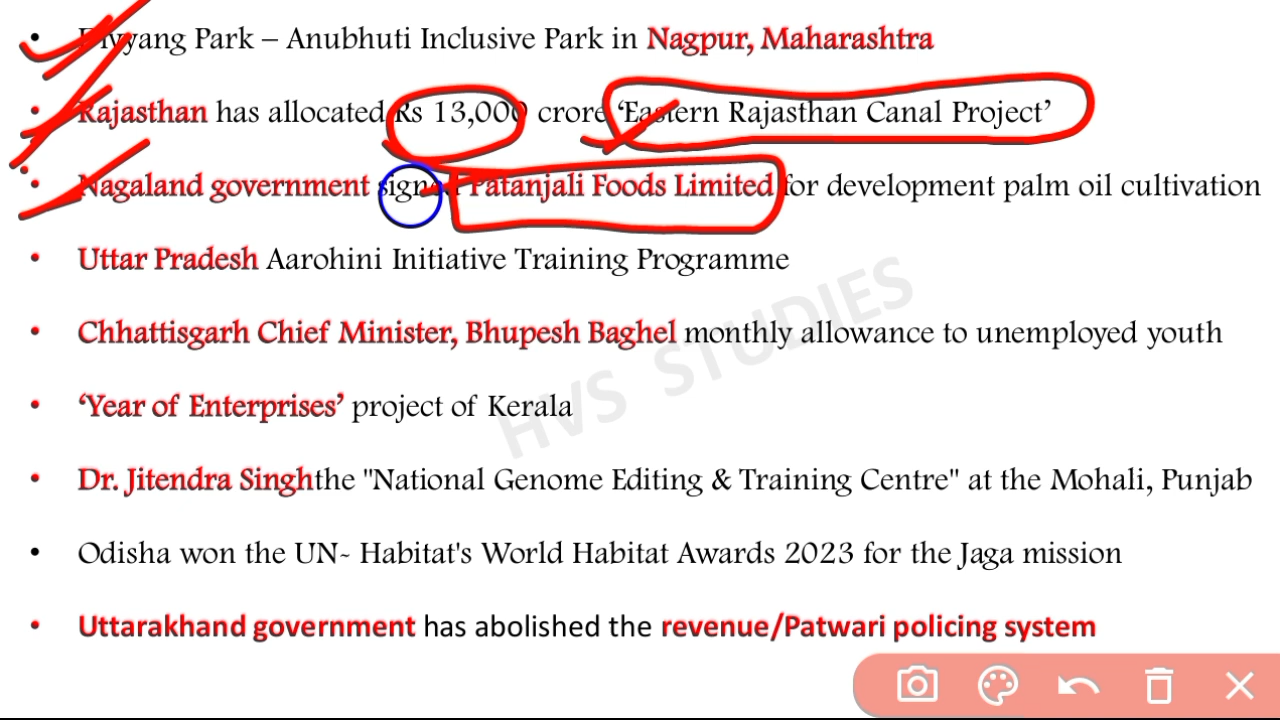 • Divyang Park – Anubhuti Inclusive Park in Nagpur, Maharashtra
• Rajasthan has allocated Rs 13,000 crore 'Eastern Rajasthan Canal Project'
• Nagaland government signed Patanjali Foods Limited for development palm oil cultivation
• Uttar Pradesh Aarohini Initiative Training Programme
• Chhattisgarh Chief Minister, Bhupesh Baghel monthly allowance to unemployed youth
• 'Year of Enterprises' project of Kerala
• Dr. Jitendra Singhthe "National Genome Editing & Training Centre" at the Mohali, Punjab
• Odisha won the UN- Habitat's World Habitat Awards 2023 for the Jaga mission
• Uttarakhand government has abolished the revenue/Patwari policing system
HVS STUDIES